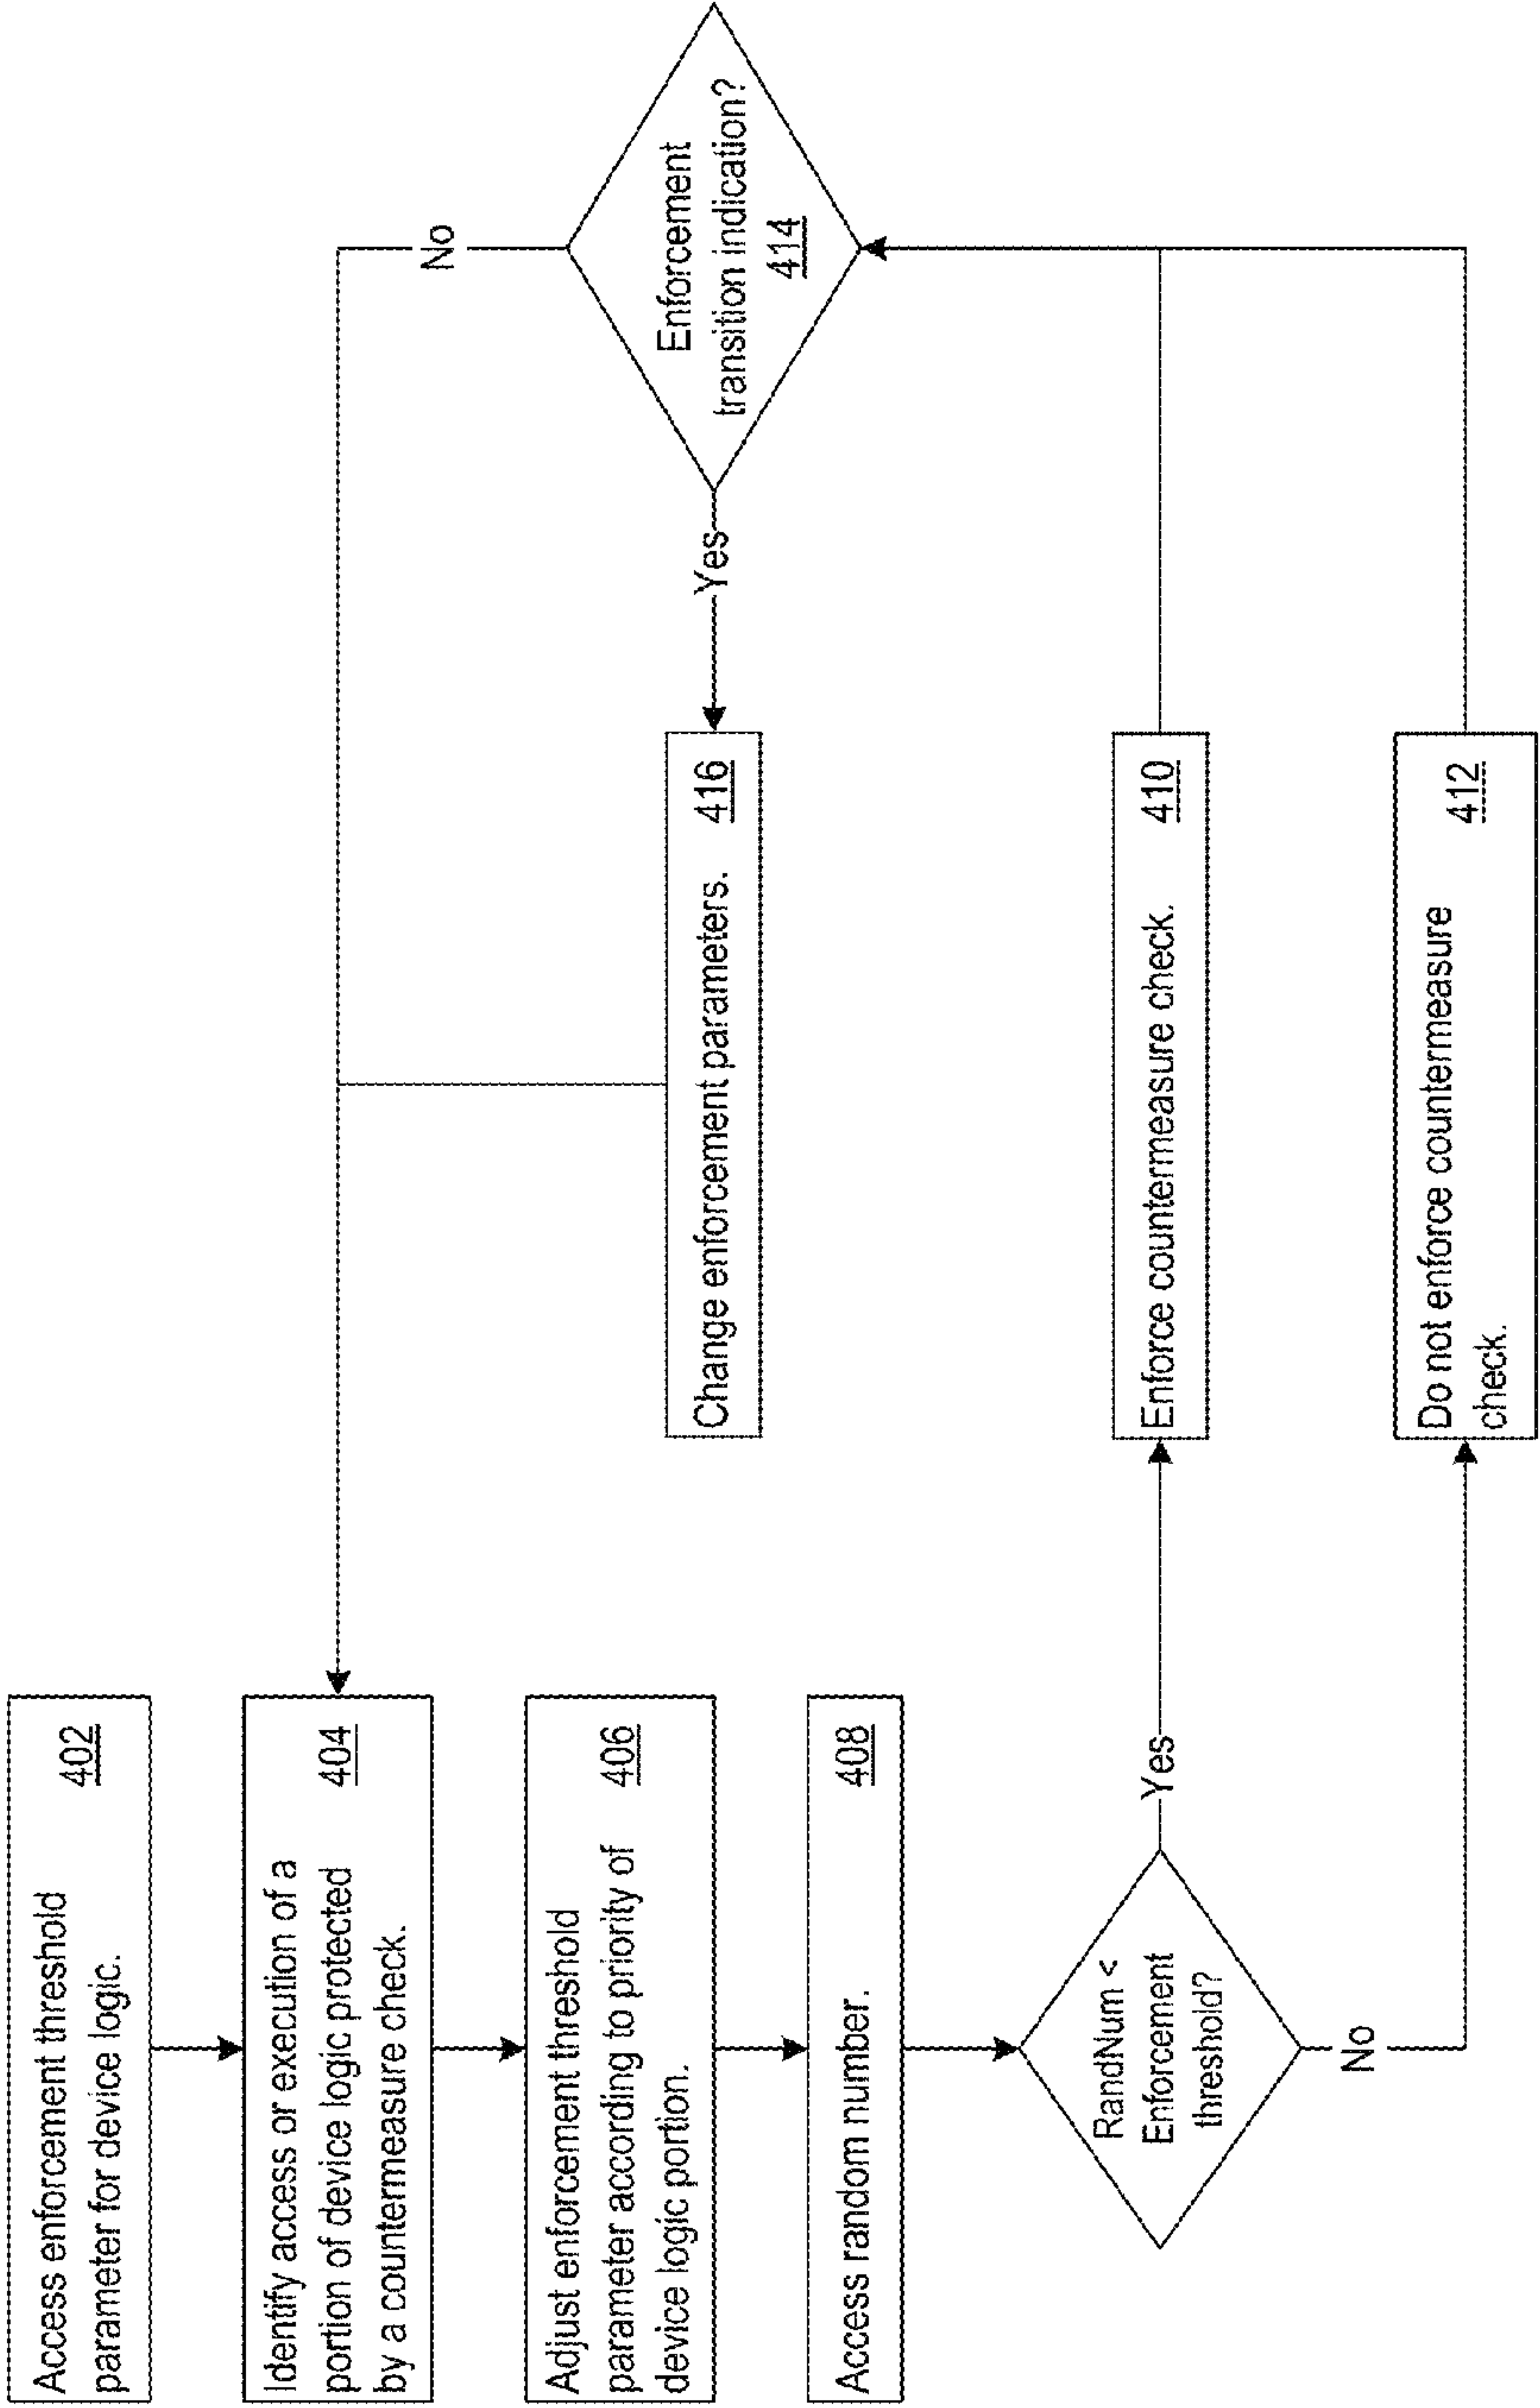 Access enforcement threshold 402
parameter for device logic.
Identify access or execution of a 404
portion of device logic protected
by a countermeasure check.
Adjust enforcement threshold 406
parameter according to priority of
device logic portion.
Access random number. 408
RandNum <
Enforcement
threshold?
Yes
No
Enforce countermeasure check. 410
Do not enforce countermeasure 412
check.
Enforcement
transition indication?
414
Yes
No
Change enforcement parameters. 416